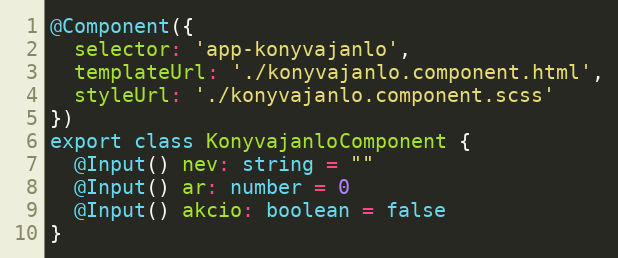 1 @Component({
2   selector: 'app-konyvajanlo',
3   templateUrl: './konyvajanlo.component.html',
4   styleUrl: './konyvajanlo.component.scss'
5 })
6 export class KonyvajanloComponent {
7   @Input() nev: string = ""
8   @Input() ar: number = 0
9   @Input() akcio: boolean = false
10 }